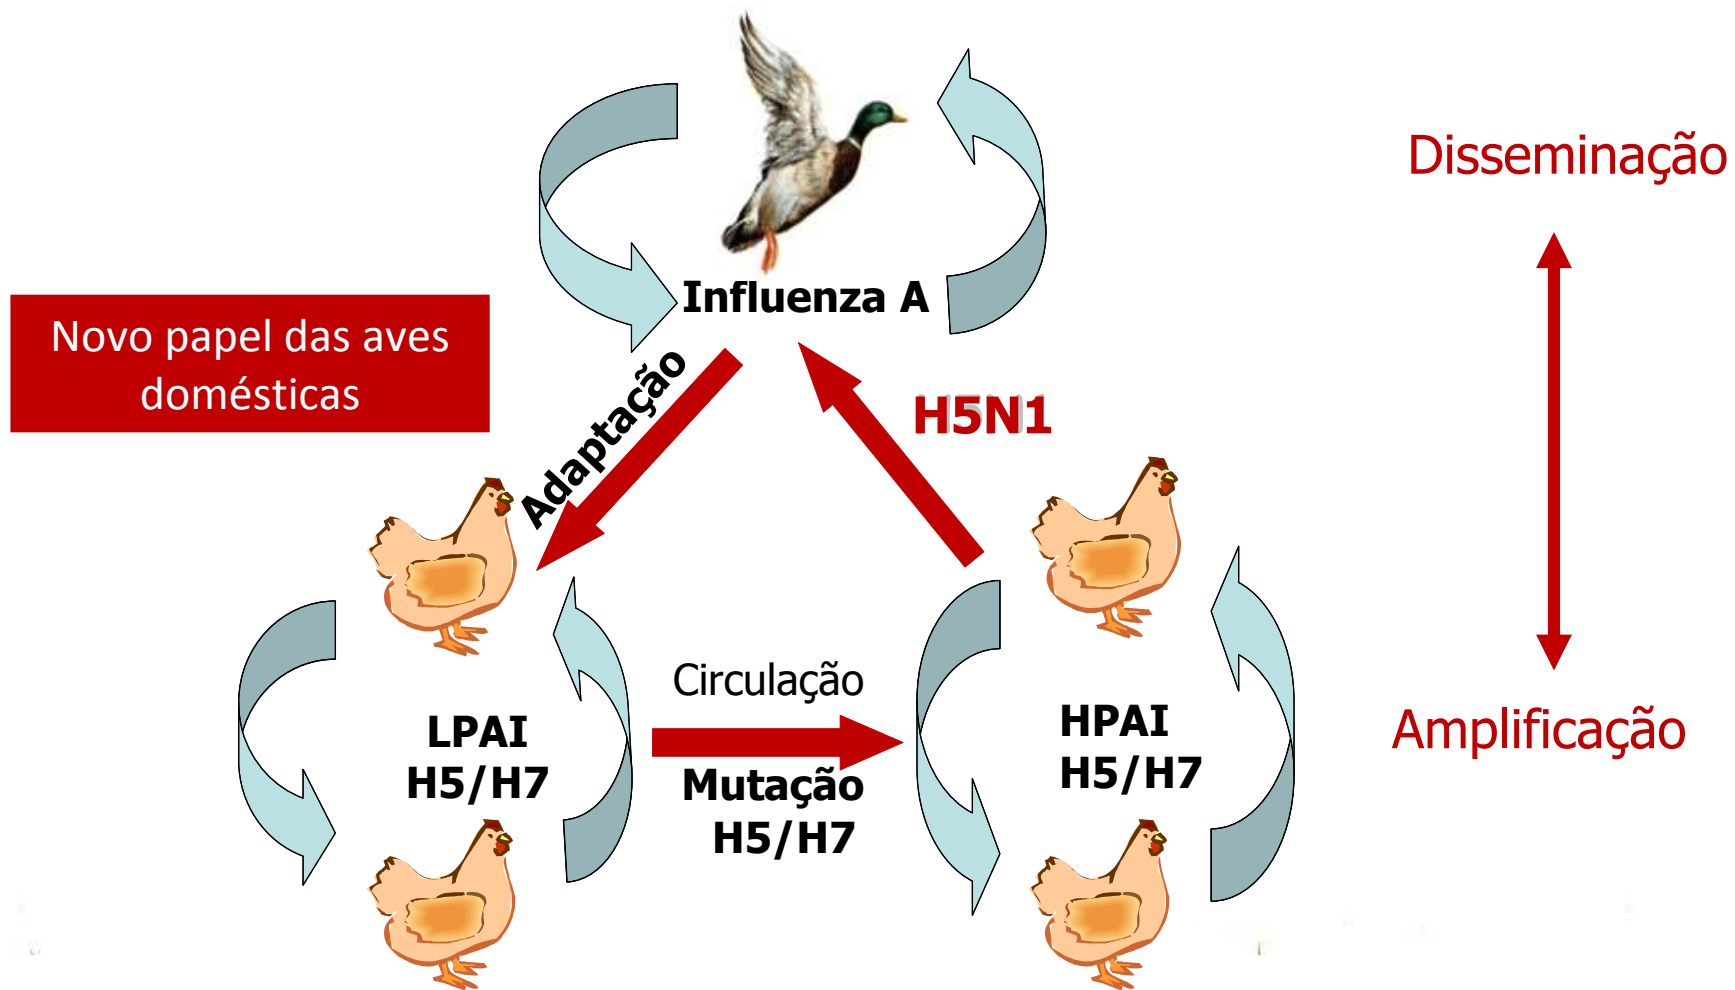 Disseminação
Influenza A
Novo papel das aves
domésticas
Adaptação
H5N1
Circulação
LPAI
H5/H7
Mutação
H5/H7
HPAI
H5/H7
Amplificação